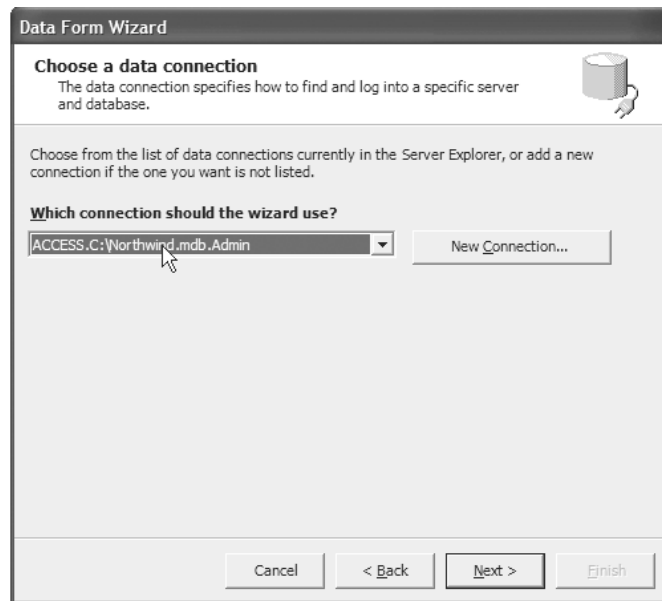 Data Form Wizard
Choose a data connection
The data connection specifies how to find and log into a specific server
and database.
Choose from the list of data connections currently in the Server Explorer, or add a new
connection if the one you want is not listed.
Which connection should the wizard use?
ACCESS.C:\Northwind.mdb.Admin
New Connection...
Cancel
< Back
Next >
Finish